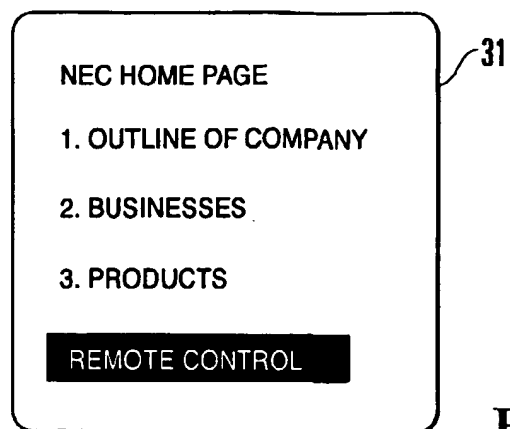 NEC HOME PAGE
31
1. OUTLINE OF COMPANY
2. BUSINESSES
3. PRODUCTS
REMOTE CONTROL